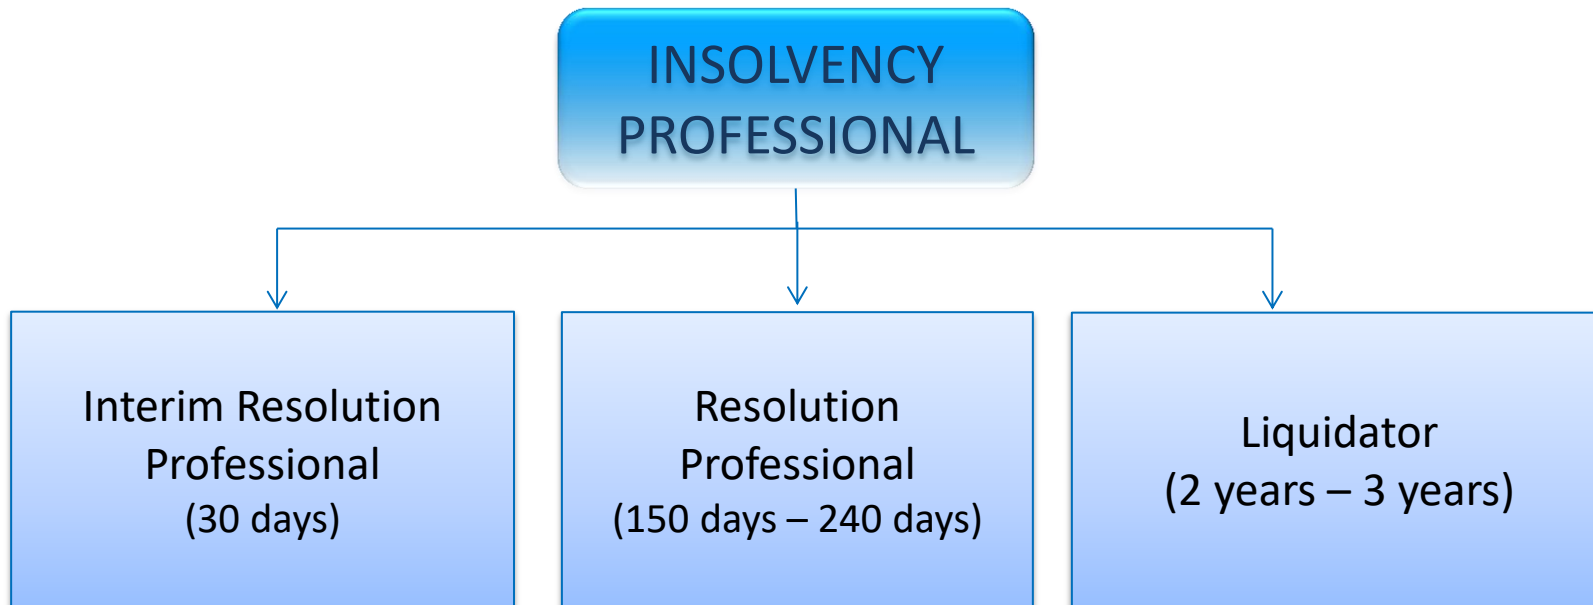 INSOLVENCY
PROFESSIONAL
Interim Resolution
Professional
(30 days)
Resolution
Professional
(150 days – 240 days)
Liquidator
(2 years – 3 years)